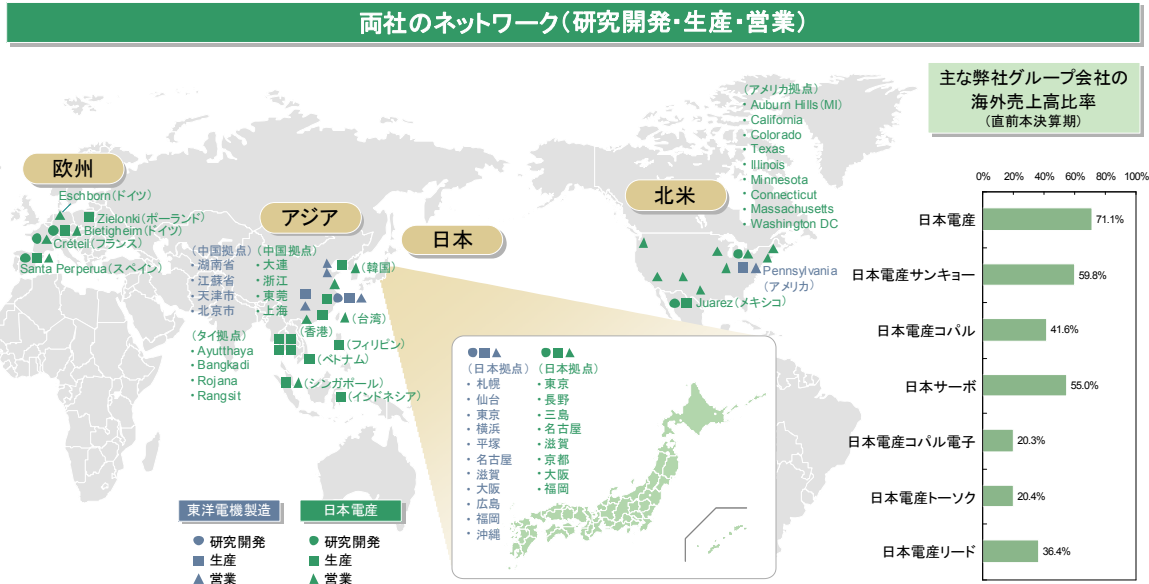 両社のネットワーク(研究開発・生産・営業)
主な弊社グループ会社の
海外売上高比率
(直前本決算期)
欧州
Eschborn(ドイツ)
Zielonki(ポーランド)
Bietigheim(ドイツ)
Créteil(フランス)
Santa Perperua(スペイン)
アジア
(中国拠点)
・湖南省
・江蘇省
・天津市
・北京市
(中国拠点)
・大連
・浙江
・東莞
・上海
(韓国)
(台湾)
(香港)
(フィリピン)
(ベトナム)
(シンガポール)
(インドネシア)
(タイ拠点)
・Ayutthaya
・Bangkadi
・Rojana
・Rangsit
日本
(日本拠点)
・札幌
・仙台
・東京
・横浜
・平塚
・名古屋
・滋賀
・大阪
・広島
・福岡
・沖縄
(日本拠点)
・東京
・長野
・三島
・名古屋
・滋賀
・京都
・大阪
・福岡
北米
(アメリカ拠点)
・Auburn Hills(MI)
・California
・Colorado
・Texas
・Illinois
・Minnesota
・Connecticut
・Massachusetts
・Washington DC
Pennsylvania
(アメリカ)
Juarez(メキシコ)
東洋電機製造
研究開発
生産
営業
日本電産
研究開発
生産
営業
0% 20% 40% 60% 80% 100%
日本電産 71.1%
日本電産サンキョー 59.8%
日本電産コパル 41.6%
日本サーボ 55.0%
日本電産コパル電子 20.3%
日本電産トーソク 20.4%
日本電産リード 36.4%